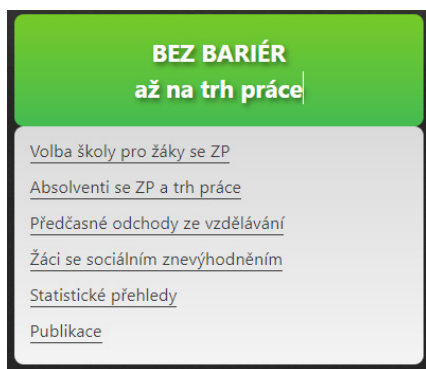 BEZ BARIÉR
až na trh práce
Volba školy pro žáky se ZP
Absolventi se ZP a trh práce
Předčasné odchody ze vzdělávání
Žáci se sociálním znevýhodněním
Statistické přehledy
Publikace